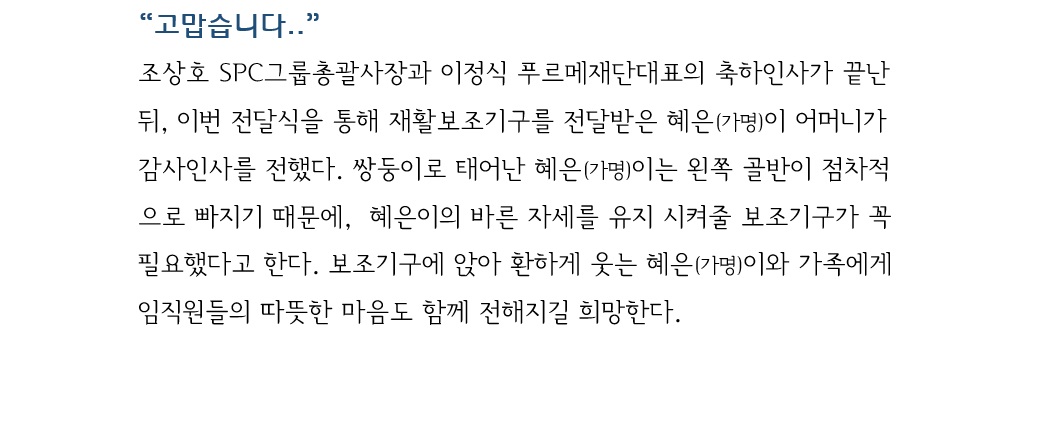 “고맙습니다..”
조상호 SPC그룹총괄사장과 이정식 푸르메재단대표의 축하인사가 끝난
뒤, 이번 전달식을 통해 재활보조기구를 전달받은 혜은(가명)이 어머니가
감사인사를 전했다. 쌍둥이로 태어난 혜은(가명)이는 왼쪽 골반이 점차적
으로 빠지기 때문에,  혜은이의 바른 자세를 유지 시켜줄 보조기구가 꼭
필요했다고 한다. 보조기구에 앉아 환하게 웃는 혜은(가명)이와 가족에게
임직원들의 따뜻한 마음도 함께 전해지길 희망한다.